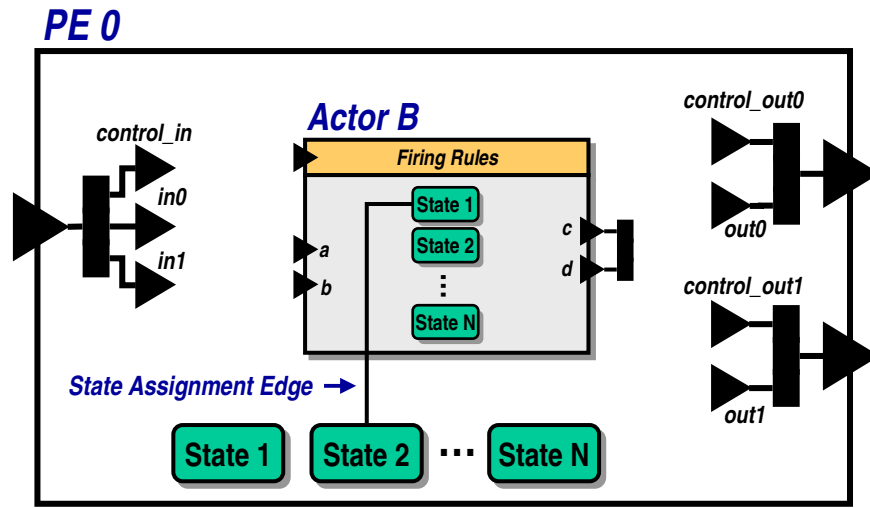 PE 0
control_in
in0
in1
Actor B
Firing Rules
State 1
State 2
...
State N
a
b
c
d
control_out0
out0
control_out1
out1
State Assignment Edge
State 1
State 2
...
State N